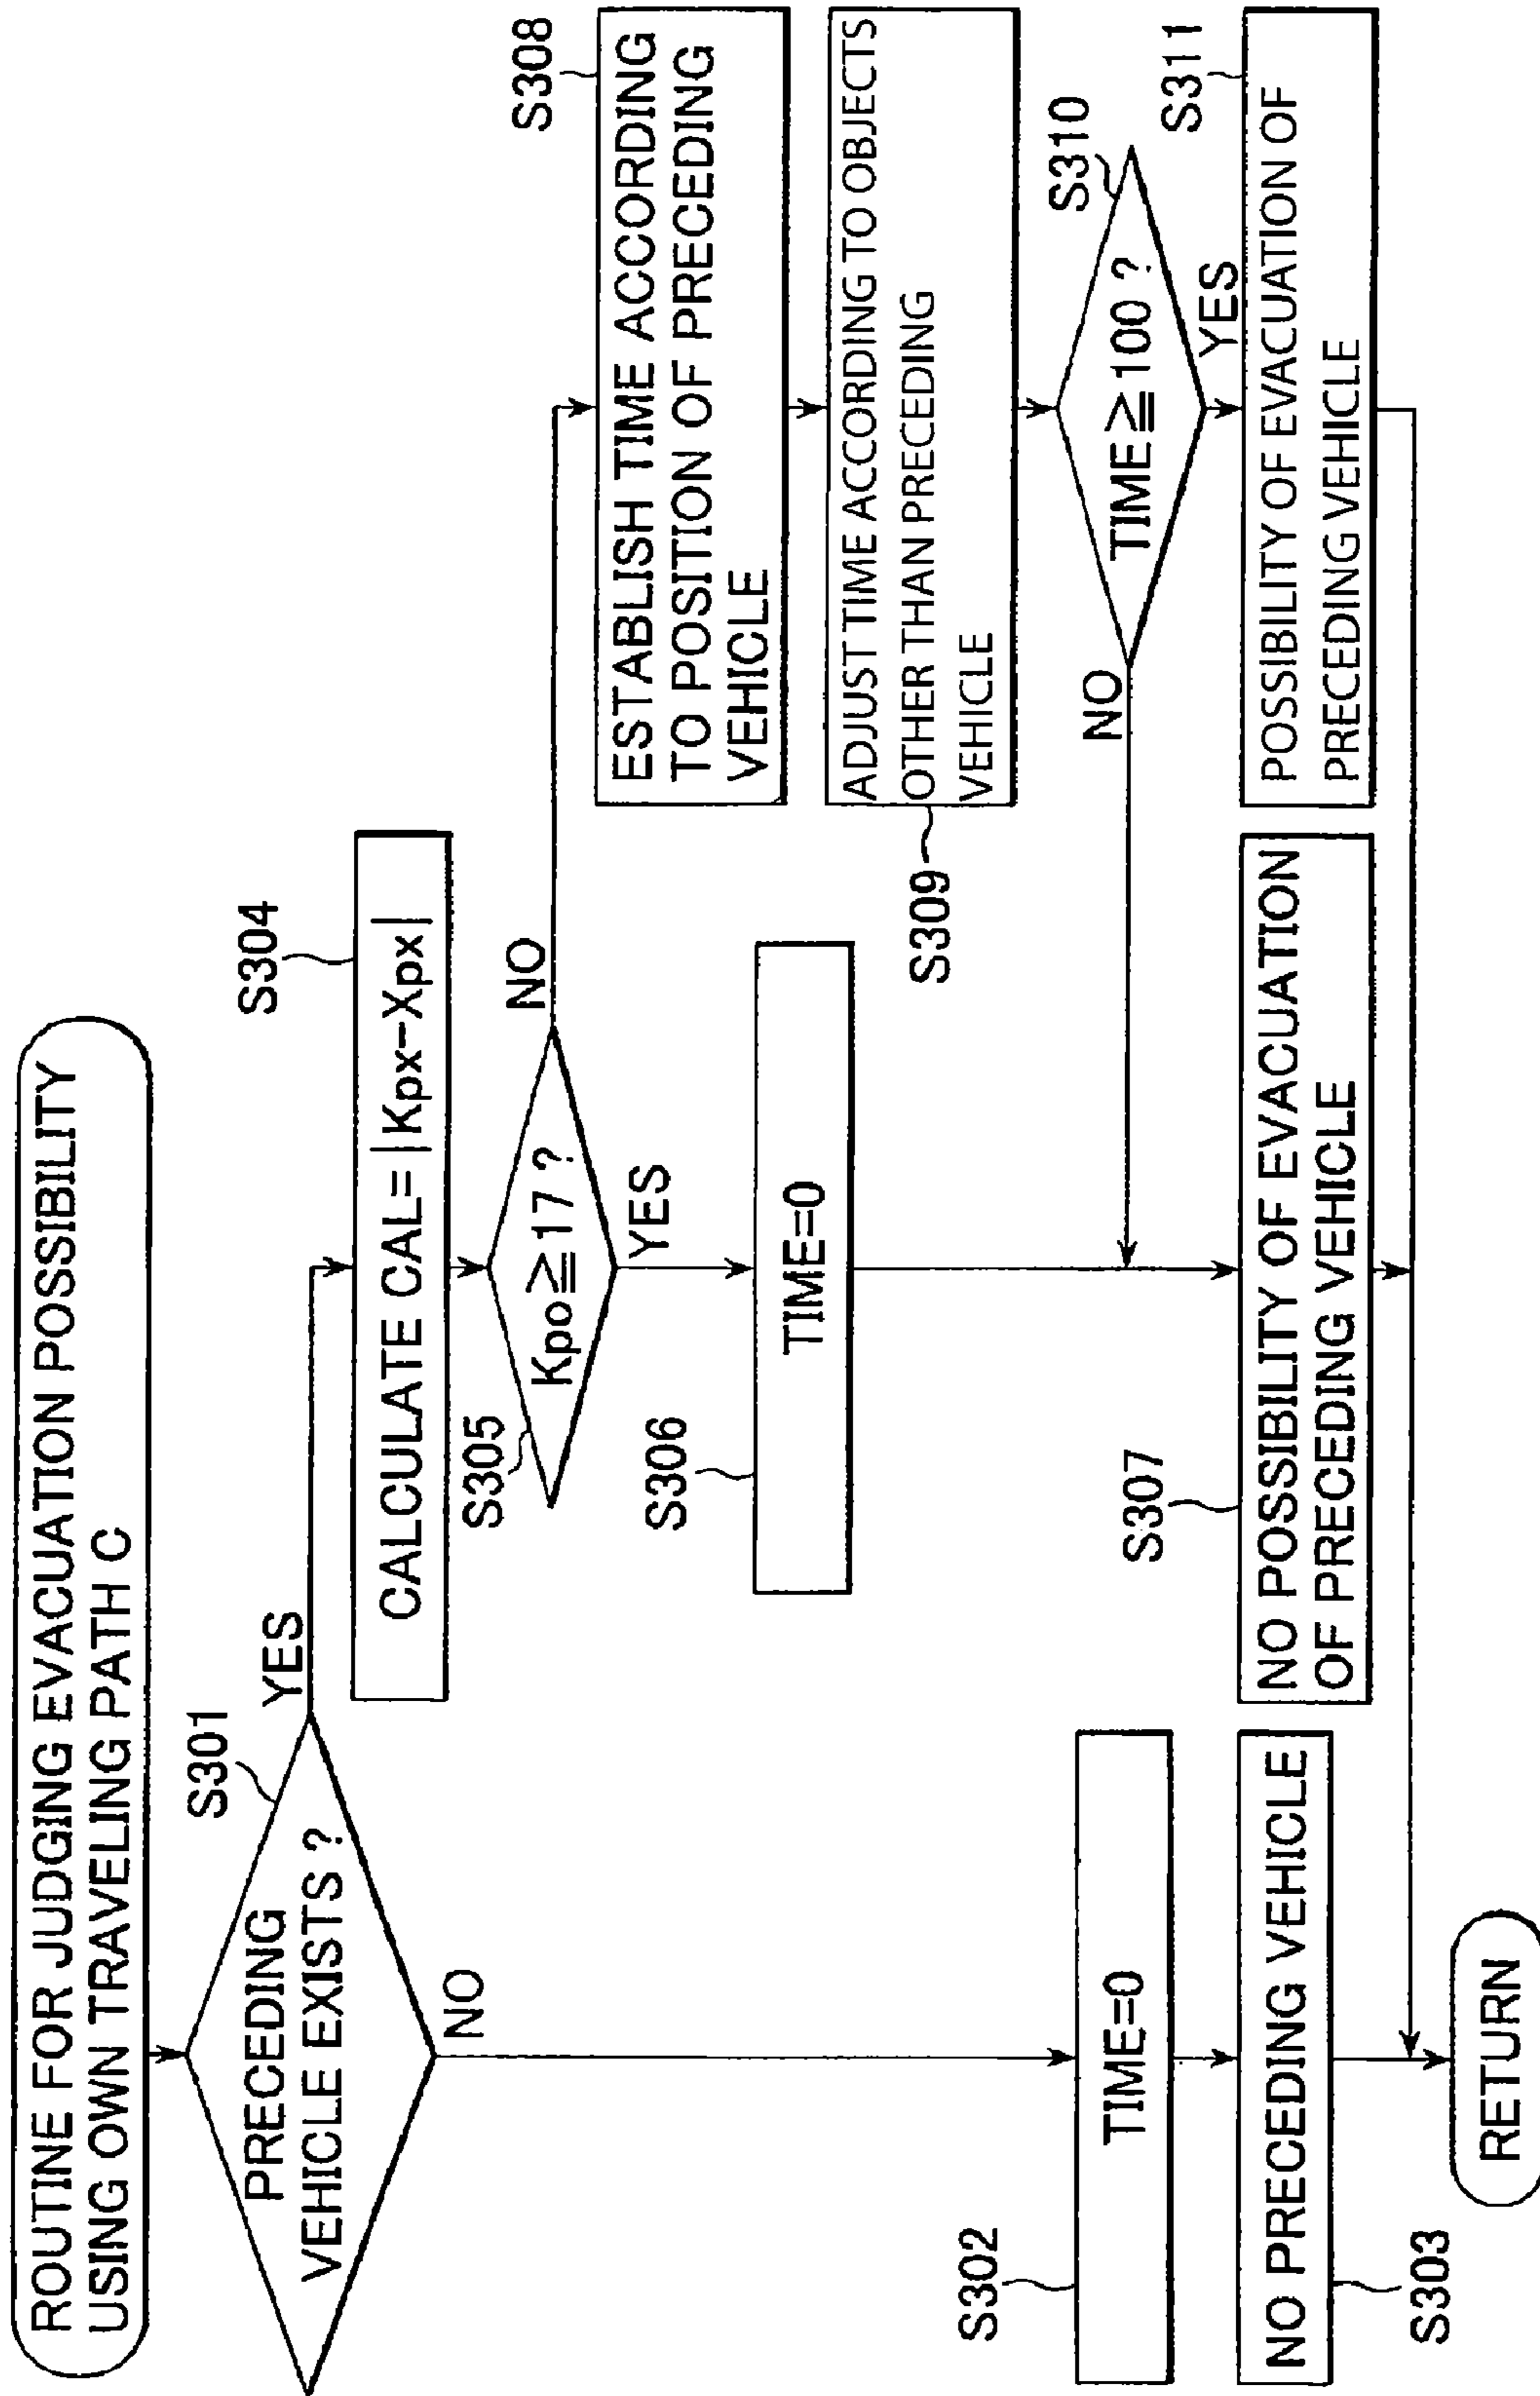 ROUTINE FOR JUDGING EVACUATION POSSIBILITY
USING OWN TRAVELING PATH C
S301
PRECEDING
VEHICLE EXISTS ?
YES
NO
S302
TIME=0
NO PRECEDING VEHICLE
S303
S304
CALCULATE CAL=|Kpx-Xpx|
S305
Kpo≧17 ?
NO
YES
S306
TIME=0
S307
NO POSSIBILITY OF EVACUATION
OF PRECEDING VEHICLE
S308
ESTABLISH TIME ACCORDING
TO POSITION OF PRECEDING
VEHICLE
ADJUST TIME ACCORDING TO OBJECTS
OTHER THAN PRECEDING
VEHICLE
S309
S310
TIME≧100 ?
NO
YES
S311
POSSIBILITY OF EVACUATION OF
PRECEDING VEHICLE
RETURN